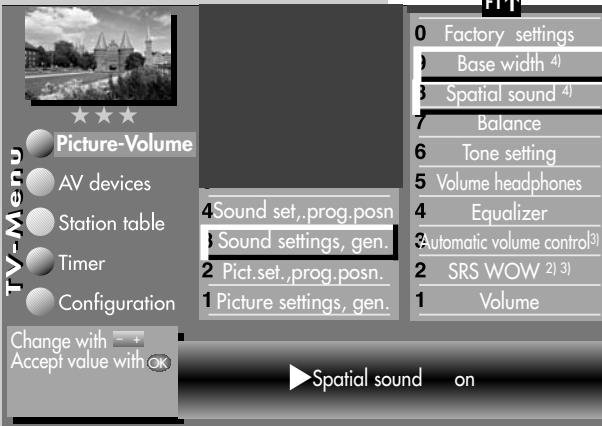 TV-Menu
Picture-Volume
AV devices
Station table
Timer
Configuration
Change with - +
Accept value with OK
4 Sound set,.prog.posn
3 Sound settings, gen.
2 Pict.set.,prog.posn.
1 Picture settings, gen.
0 Factory settings
9 Base width 4)
8 Spatial sound 4)
7 Balance
6 Tone setting
5 Volume headphones
4 Equalizer
3 Automatic volume control3)
2 SRS WOW 2) 3)
1 Volume
Spatial sound on